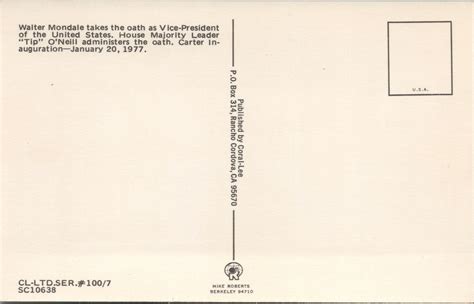 Walter Mondale takes the oath as Vice-President
of the United States. House Majority Leader
"Tip" O'Neill administers the oath. Carter In-
auguration—January 20, 1977.
U.S.A.
Published by Coral-Lee
P.O. Box 314, Rancho Cordova, CA 95670
CL-LTD.SER.#100/7
SC10638
MIKE ROBERTS
BERKELEY 94710